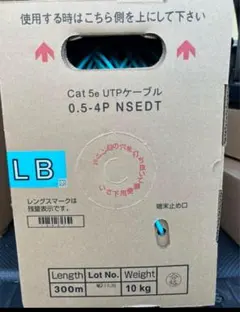 使用する時はこちら側を上にして下さい
Cat 5e UTPケーブル
0.5-4P NSEDT
LB
レングスマークは
残量表示です。
端末止め口
Length
Lot No.
Weight
300m
10 kg